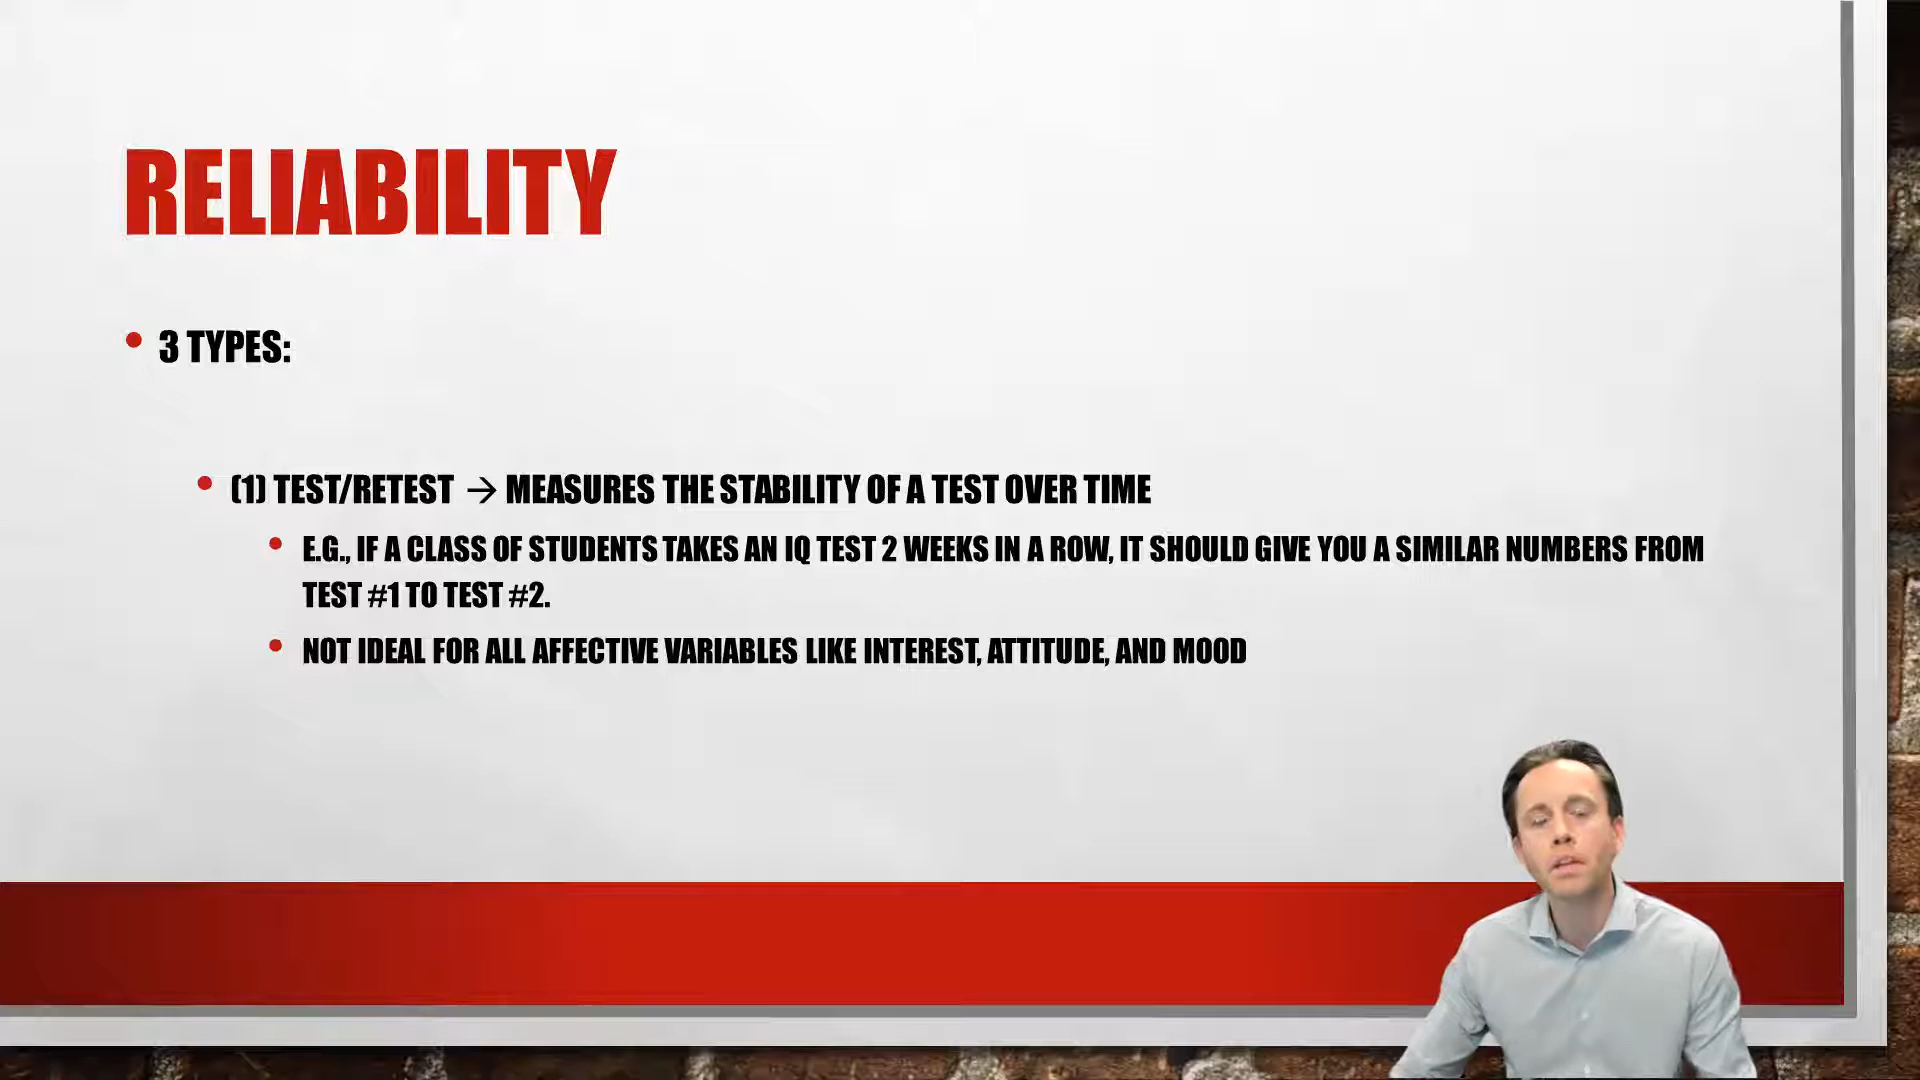 RELIABILITY
3 TYPES:
(1) TEST/RETEST → MEASURES THE STABILITY OF A TEST OVER TIME
E.G., IF A CLASS OF STUDENTS TAKES AN IQ TEST 2 WEEKS IN A ROW, IT SHOULD GIVE YOU A SIMILAR NUMBERS FROM
TEST #1 TO TEST #2.
NOT IDEAL FOR ALL AFFECTIVE VARIABLES LIKE INTEREST, ATTITUDE, AND MOOD